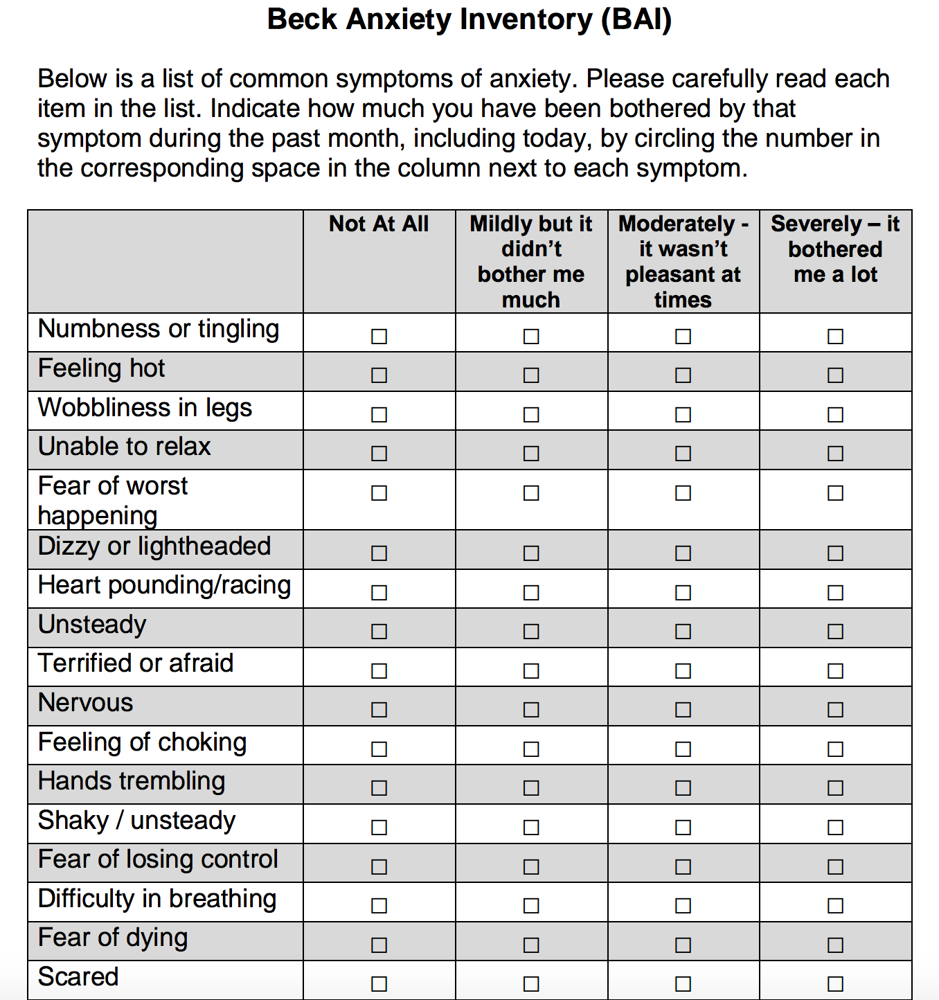 Beck Anxiety Inventory (BAI)
Below is a list of common symptoms of anxiety. Please carefully read each
item in the list. Indicate how much you have been bothered by that
symptom during the past month, including today, by circling the number in
the corresponding space in the column next to each symptom.
Not At All
Mildly but it
didn’t
bother me
much
Moderately -
it wasn’t
pleasant at
times
Severely – it
bothered
me a lot
Numbness or tingling
Feeling hot
Wobbliness in legs
Unable to relax
Fear of worst
happening
Dizzy or lightheaded
Heart pounding/racing
Unsteady
Terrified or afraid
Nervous
Feeling of choking
Hands trembling
Shaky / unsteady
Fear of losing control
Difficulty in breathing
Fear of dying
Scared